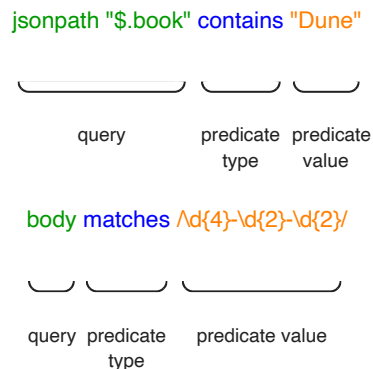 jsonpath "$.book" contains "Dune"
query predicate type predicate value
body matches /\d{4}-\d{2}-\d{2}/
query predicate type predicate value